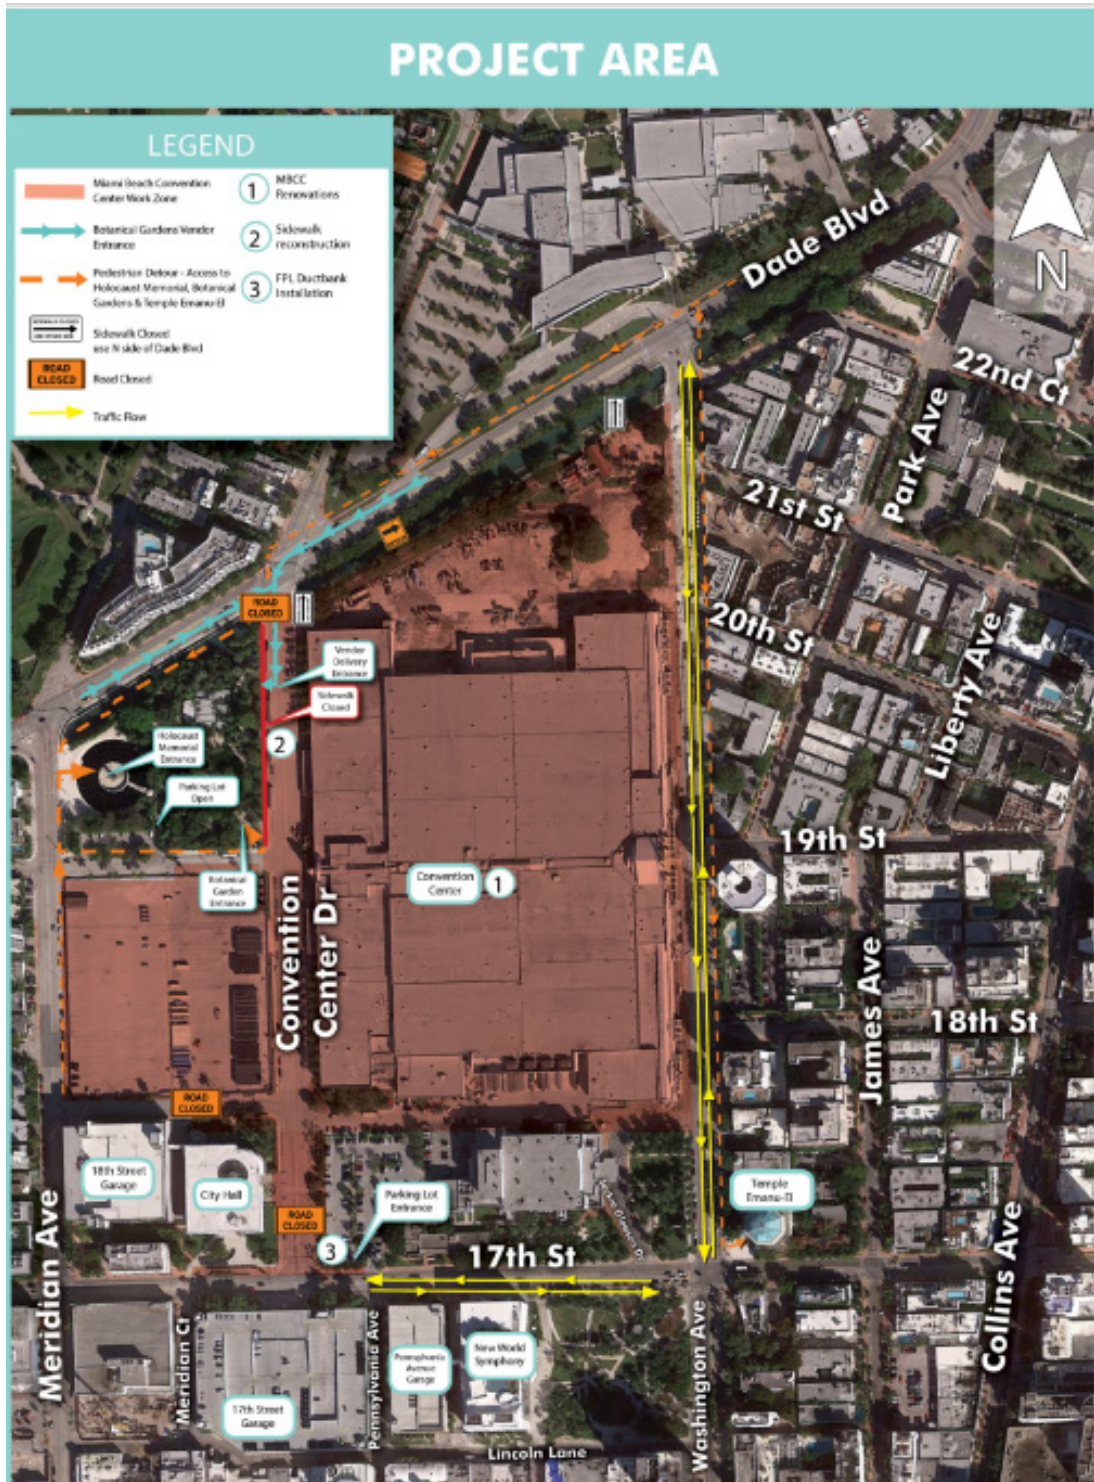 PROJECT AREA
LEGEND
Miami Beach Convention
Center Work Zone
Botanical Gardens Vendor
Entrance
Pedestrian Detour - Access to
Holocaust Memorial, Botanical
Gardens & Temple Emanu-El
Sidewalk Closed
use N side of Dade Blvd
ROAD
CLOSED
Road Closed
Traffic Flow
1
MBCC
Renovations
2
Sidewalk
reconstruction
3
FPL Ductbank
Installation
N
Dade Blvd
22nd Ct
Park Ave
21st St
20th St
Liberty Ave
ROAD
CLOSED
Vendor
Delivery
Entrance
Sidewalk
Closed
2
Holocaust
Memorial
Entrance
Parking Lot
Open
Botanical
Garden
Entrance
19th St
Convention
Center
1
Convention
Center Dr
James Ave
18th St
ROAD
CLOSED
18th Street
Garage
City Hall
ROAD
CLOSED
Parking Lot
Entrance
3
Temple
Emanu-El
17th St
Meridian Ave
Collins Ave
Meridian Ct
17th Street
Garage
Pennsylvania Ave
Pennsylvania
Avenue
Garage
New World
Symphony
Washington Ave
Lincoln Lane